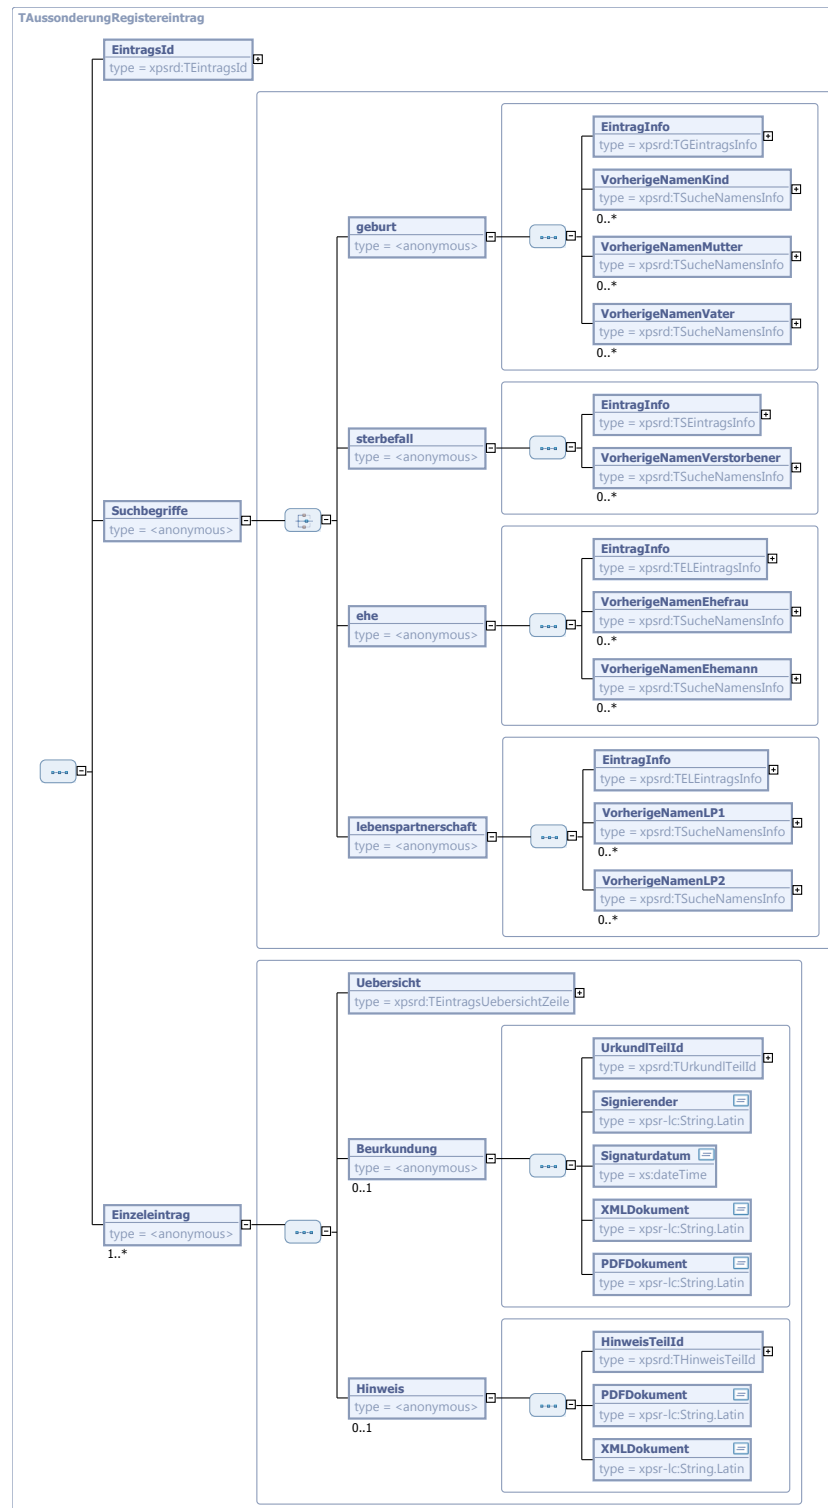 TAussonderungRegistereintrag
EintragsId
type = xpsrd:TEintragsId
EintragInfo
type = xpsrd:TGEintragsInfo
VorherigeNamenKind
type = xpsrd:TSucheNamensInfo
0..*
geburt
type = <anonymous>
VorherigeNamenMutter
type = xpsrd:TSucheNamensInfo
0..*
VorherigeNamenVater
type = xpsrd:TSucheNamensInfo
0..*
EintragInfo
type = xpsrd:TSEintragsInfo
sterbefall
type = <anonymous>
VorherigeNamenVerstorbener
type = xpsrd:TSucheNamensInfo
0..*
Suchbegriffe
type = <anonymous>
EintragInfo
type = xpsrd:TELEintragsInfo
VorherigeNamenEhefrau
type = xpsrd:TSucheNamensInfo
0..*
ehe
type = <anonymous>
VorherigeNamenEhemann
type = xpsrd:TSucheNamensInfo
0..*
EintragInfo
type = xpsrd:TELEintragsInfo
VorherigeNamenLP1
type = xpsrd:TSucheNamensInfo
0..*
lebenspartnerschaft
type = <anonymous>
VorherigeNamenLP2
type = xpsrd:TSucheNamensInfo
0..*
Uebersicht
type = xpsrd:TEintragsUebersichtZeile
UrkundlTeilId
type = xpsrd:TUrkundlTeilId
Signierender
type = xpsr-lc:String.Latin
Beurkundung
type = <anonymous>
0..1
Signaturdatum
type = xs:dateTime
XMLDokument
type = xpsr-lc:String.Latin
Einzeleintrag
type = <anonymous>
1..*
PDFDokument
type = xpsr-lc:String.Latin
HinweisTeilId
type = xpsrd:THinweisTeilId
Hinweis
type = <anonymous>
0..1
PDFDokument
type = xpsr-lc:String.Latin
XMLDokument
type = xpsr-lc:String.Latin